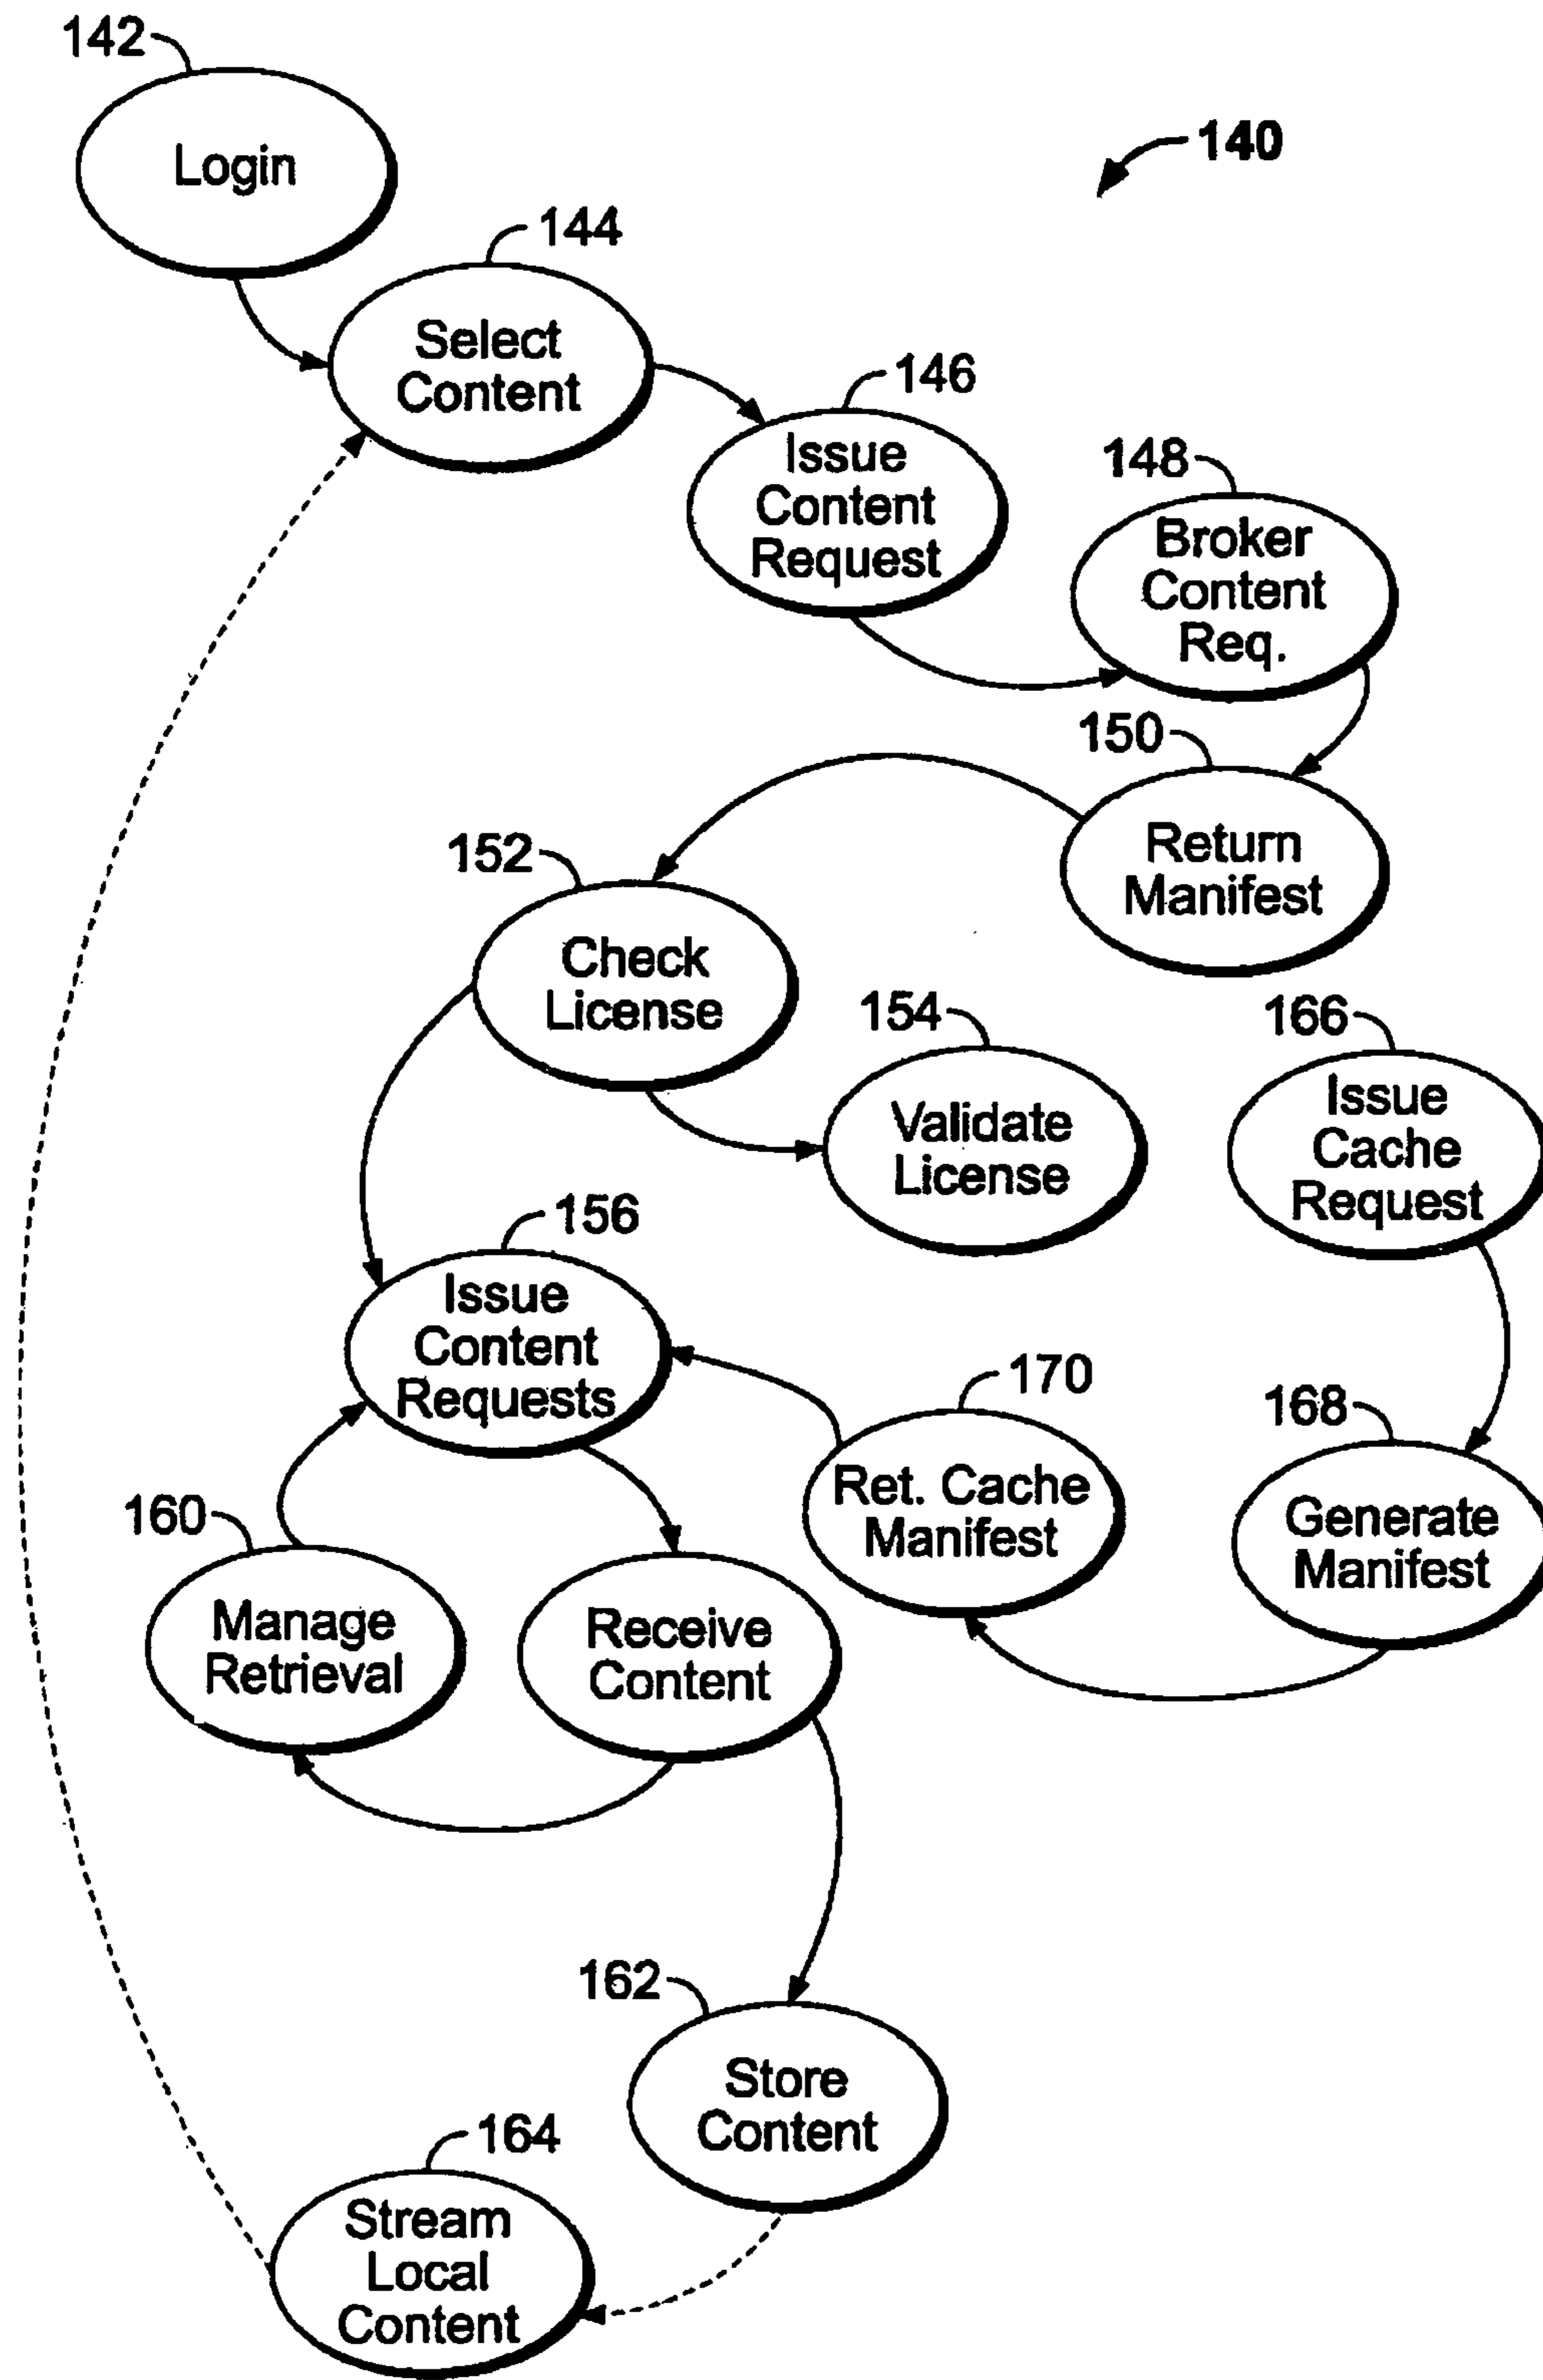 142
Login
140
144
Select
Content
146
Issue
Content
Request
148
Broker
Content
Req.
150
Return
Manifest
152
Check
License
154
Validate
License
166
Issue
Cache
Request
156
Issue
Content
Requests
170
Ret. Cache
Manifest
168
Generate
Manifest
160
Manage
Retrieval
Receive
Content
162
Store
Content
164
Stream
Local
Content